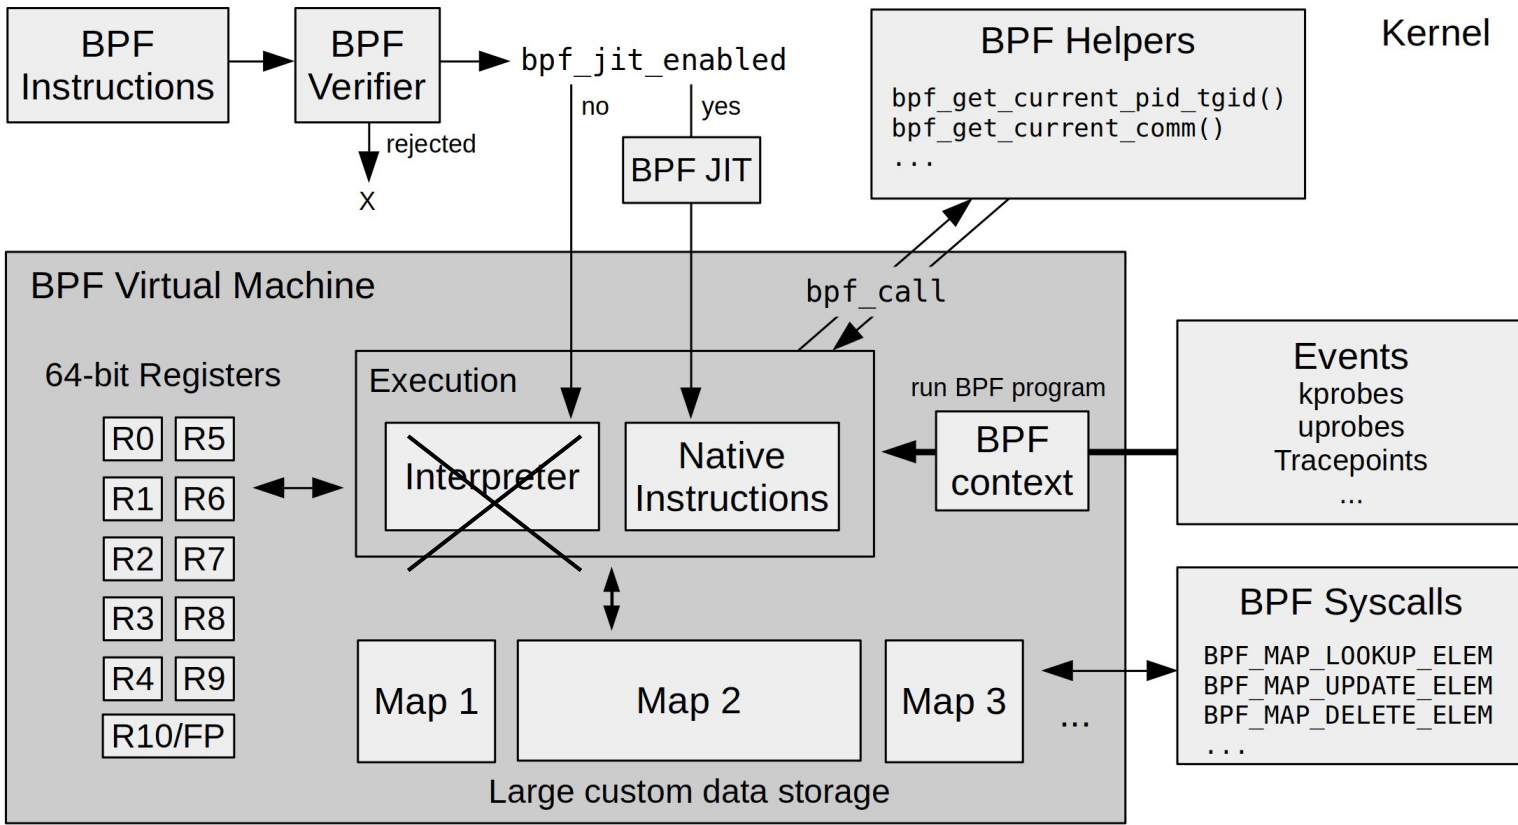 BPF
Instructions
BPF
Verifier
rejected
X
bpf_jit_enabled
no
yes
BPF JIT
BPF Helpers
bpf_get_current_pid_tgid()
bpf_get_current_comm()
...
Kernel
BPF Virtual Machine
bpf_call
64-bit Registers
R0 R5
R1 R6
R2 R7
R3 R8
R4 R9
R10/FP
Execution
Interpreter
Native
Instructions
run BPF program
BPF
context
Events
kprobes
uprobes
Tracepoints
...
Map 1
Map 2
Map 3
...
Large custom data storage
BPF Syscalls
BPF_MAP_LOOKUP_ELEM
BPF_MAP_UPDATE_ELEM
BPF_MAP_DELETE_ELEM
...